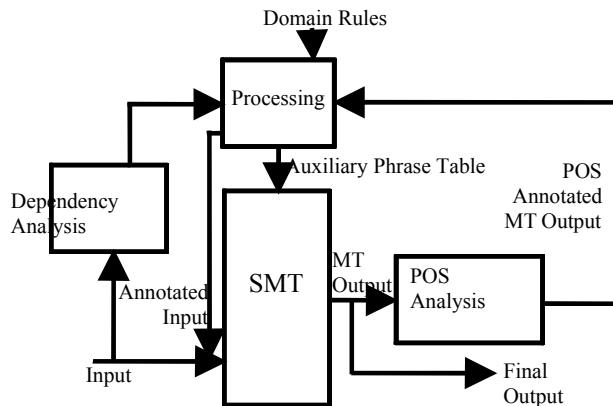 Domain Rules
Processing
Auxiliary Phrase Table
POS
Annotated
MT Output
Dependency
Analysis
SMT
MT
Output
POS
Analysis
Annotated
Input
Input
Final
Output